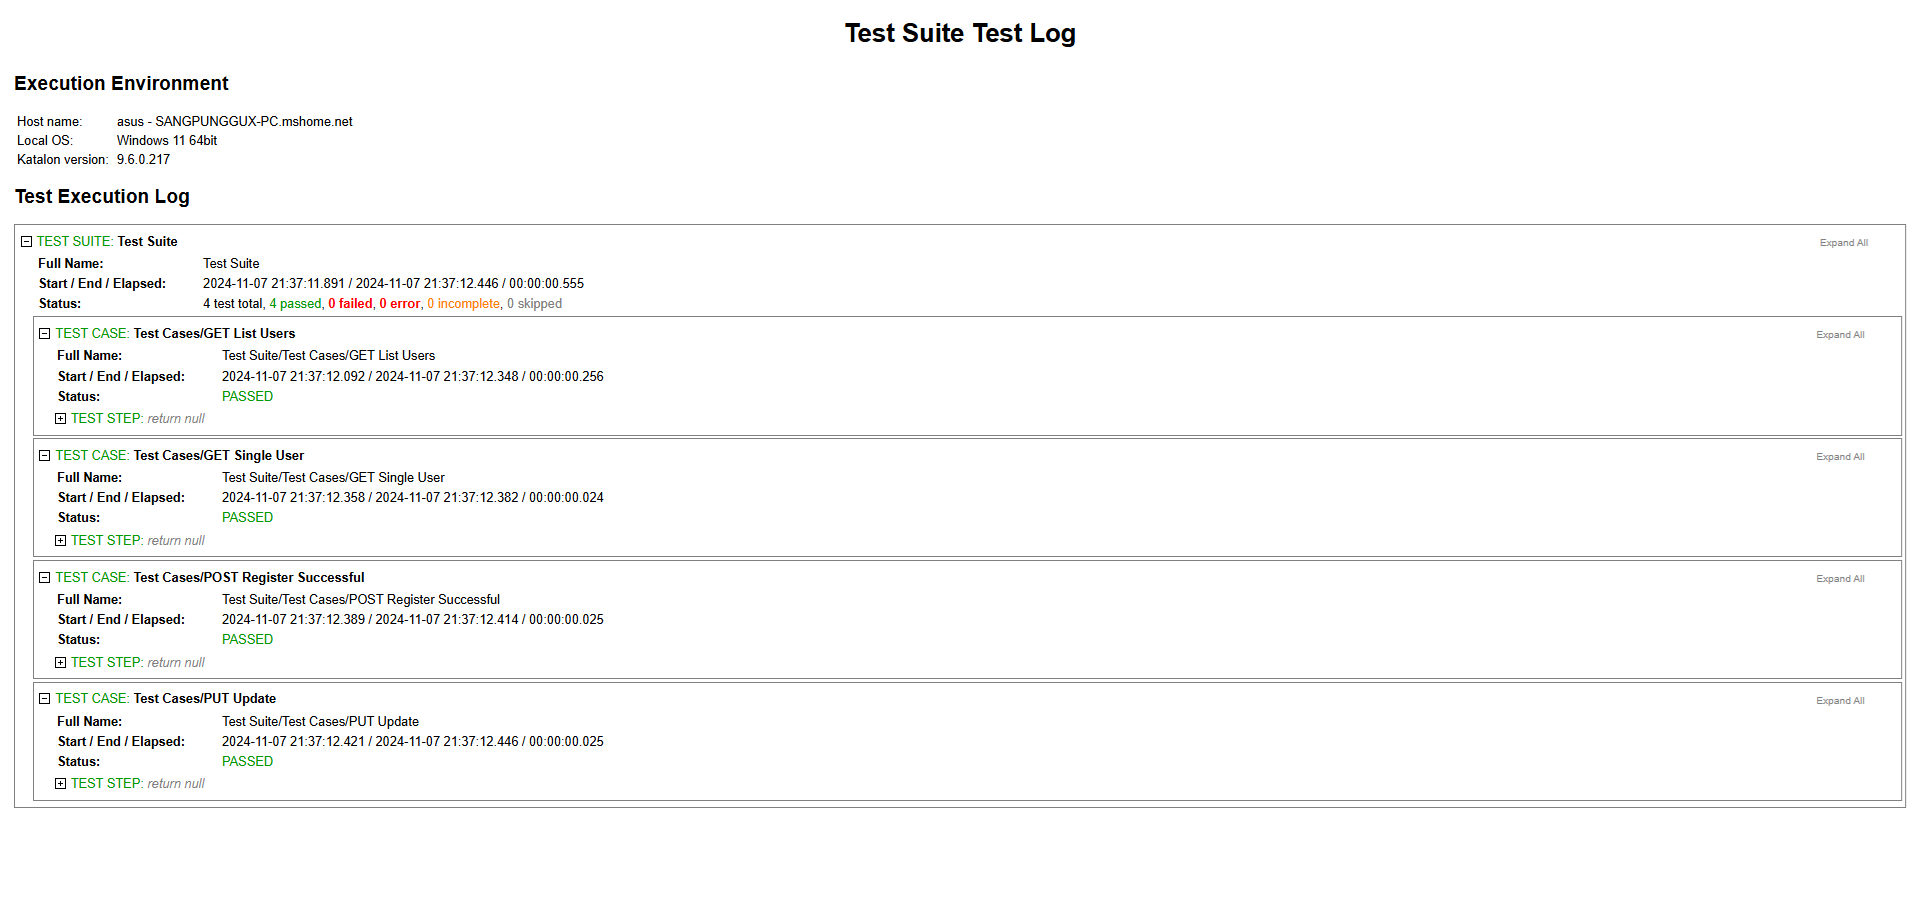 Test Suite Test Log
Execution Environment
Host name: asus - SANGPUNGGUX-PC.mshome.net
Local OS: Windows 11 64bit
Katalon version: 9.6.0.217
Test Execution Log
TEST SUITE: Test Suite Expand All
Full Name: Test Suite
Start / End / Elapsed: 2024-11-07 21:37:11.891 / 2024-11-07 21:37:12.446 / 00:00:00.555
Status: 4 test total, 4 passed, 0 failed, 0 error, 0 incomplete, 0 skipped
TEST CASE: Test Cases/GET List Users Expand All
Full Name: Test Suite/Test Cases/GET List Users
Start / End / Elapsed: 2024-11-07 21:37:12.092 / 2024-11-07 21:37:12.348 / 00:00:00.256
Status: PASSED
TEST STEP: return null
TEST CASE: Test Cases/GET Single User Expand All
Full Name: Test Suite/Test Cases/GET Single User
Start / End / Elapsed: 2024-11-07 21:37:12.358 / 2024-11-07 21:37:12.382 / 00:00:00.024
Status: PASSED
TEST STEP: return null
TEST CASE: Test Cases/POST Register Successful Expand All
Full Name: Test Suite/Test Cases/POST Register Successful
Start / End / Elapsed: 2024-11-07 21:37:12.389 / 2024-11-07 21:37:12.414 / 00:00:00.025
Status: PASSED
TEST STEP: return null
TEST CASE: Test Cases/PUT Update Expand All
Full Name: Test Suite/Test Cases/PUT Update
Start / End / Elapsed: 2024-11-07 21:37:12.421 / 2024-11-07 21:37:12.446 / 00:00:00.025
Status: PASSED
TEST STEP: return null